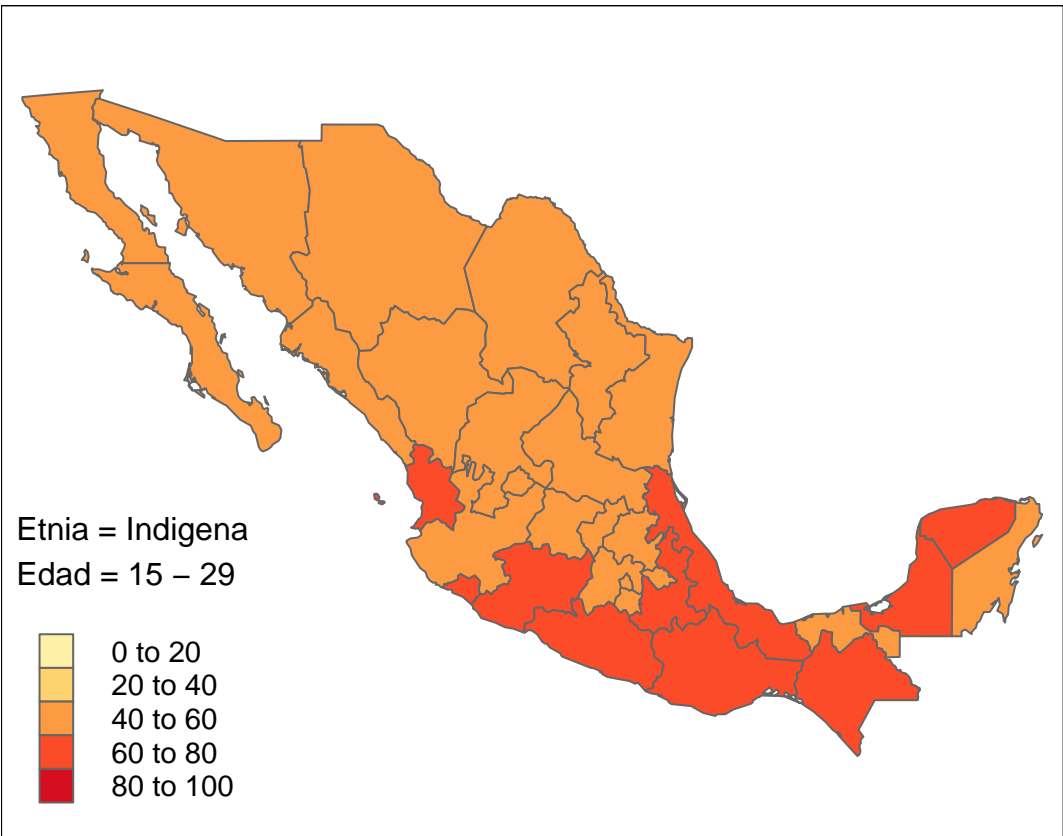 Etnia = Indigena
Edad = 15 − 29
0 to 20
20 to 40
40 to 60
60 to 80
80 to 100